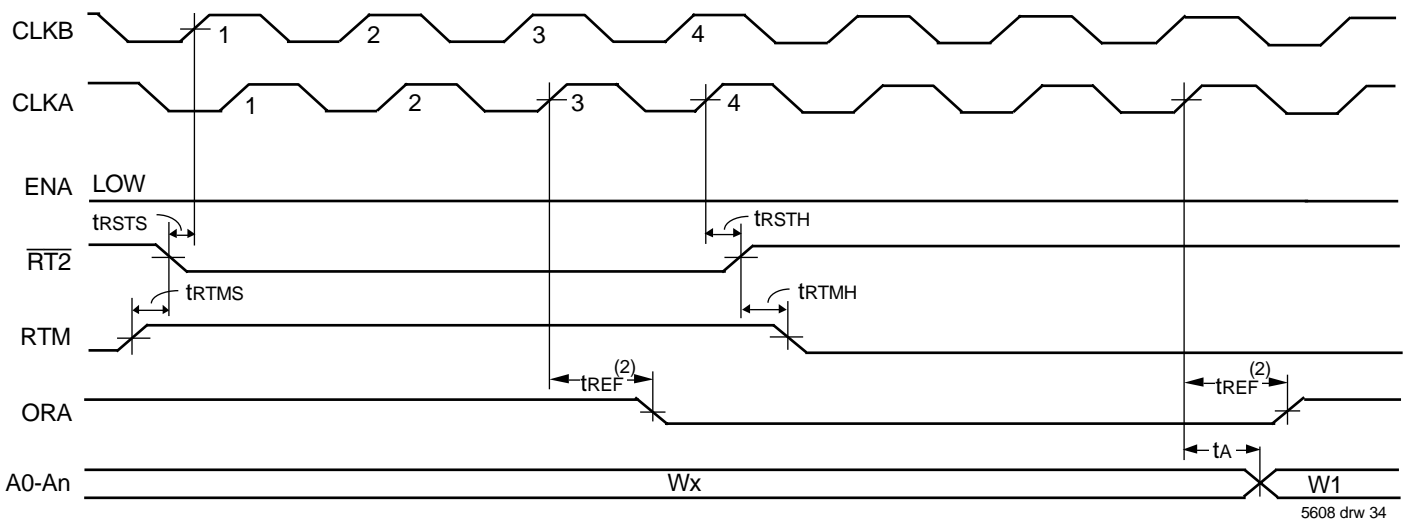 CLKB 1 2 3 4
CLKA 1 2 3 4
ENA LOW
tRSTS tRSTH
RT2
tRTMS tRTMH
RTM
tREF(2) tREF(2)
ORA
tA
A0-An Wx W1
5608 drw 34